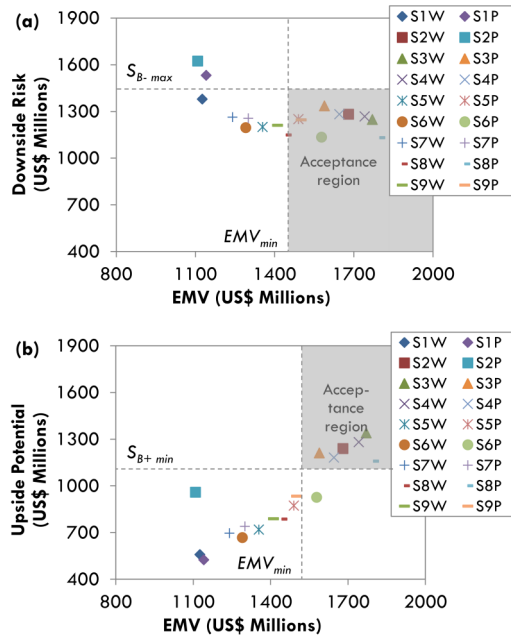 (a)
1900
1600
1300
1000
700
400
Downside Risk
(US$ Millions)
S B- max
EMV min
Acceptance
region
800
1100
1400
1700
2000
EMV (US$ Millions)
S1W S1P
S2W S2P
S3W S3P
S4W S4P
S5W S5P
S6W S6P
S7W S7P
S8W S8P
S9W S9P
(b)
1900
1600
1300
1000
700
400
Upside Potential
(US$ Millions)
S B+ min
EMV min
Accep-
tance
region
800
1100
1400
1700
2000
EMV (US$ Millions)
S1W S1P
S2W S2P
S3W S3P
S4W S4P
S5W S5P
S6W S6P
S7W S7P
S8W S8P
S9W S9P